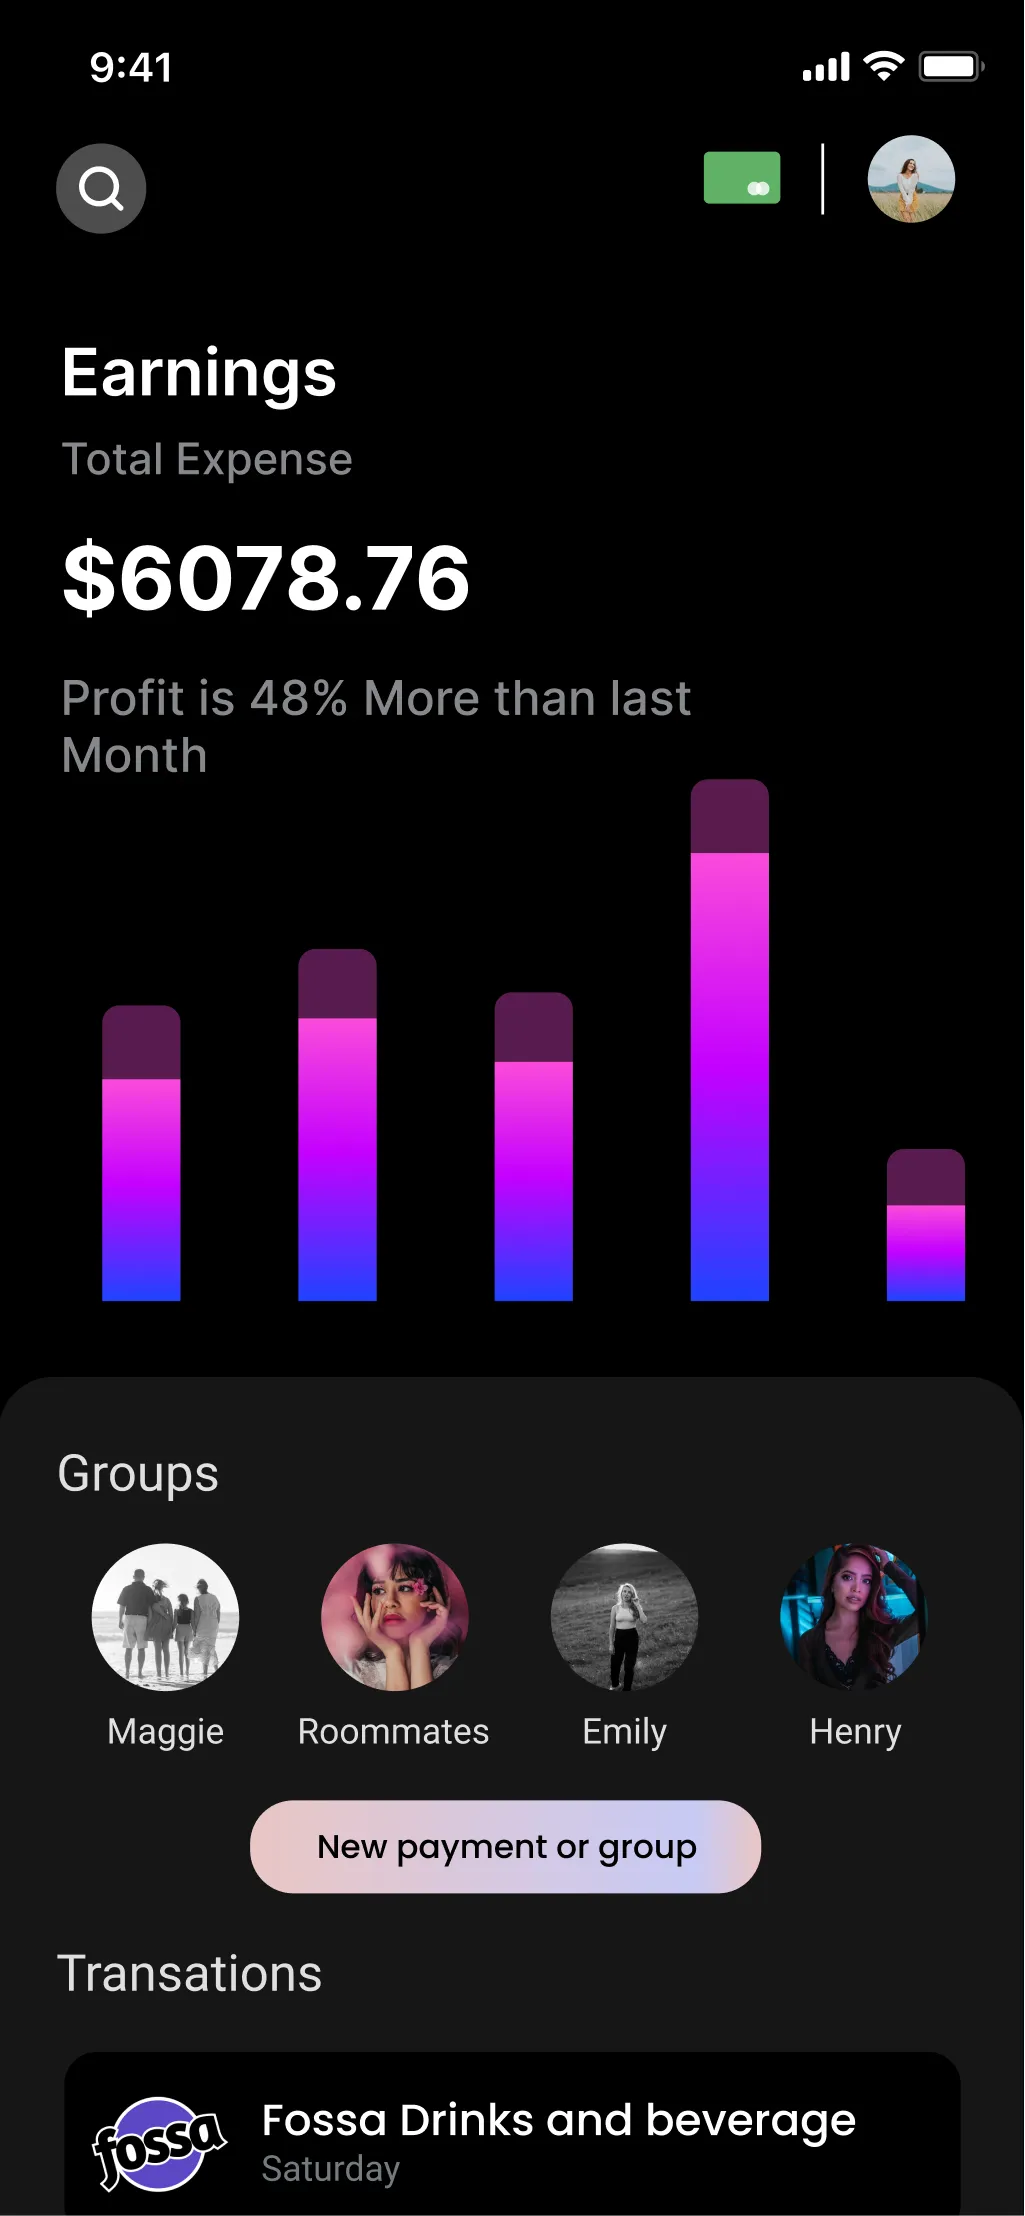 9:41
Earnings
Total Expense
$6078.76
Profit is 48% More than last
Month
Groups
Maggie
Roommates
Emily
Henry
New payment or group
Transations
fossa
Fossa Drinks and beverage
Saturday